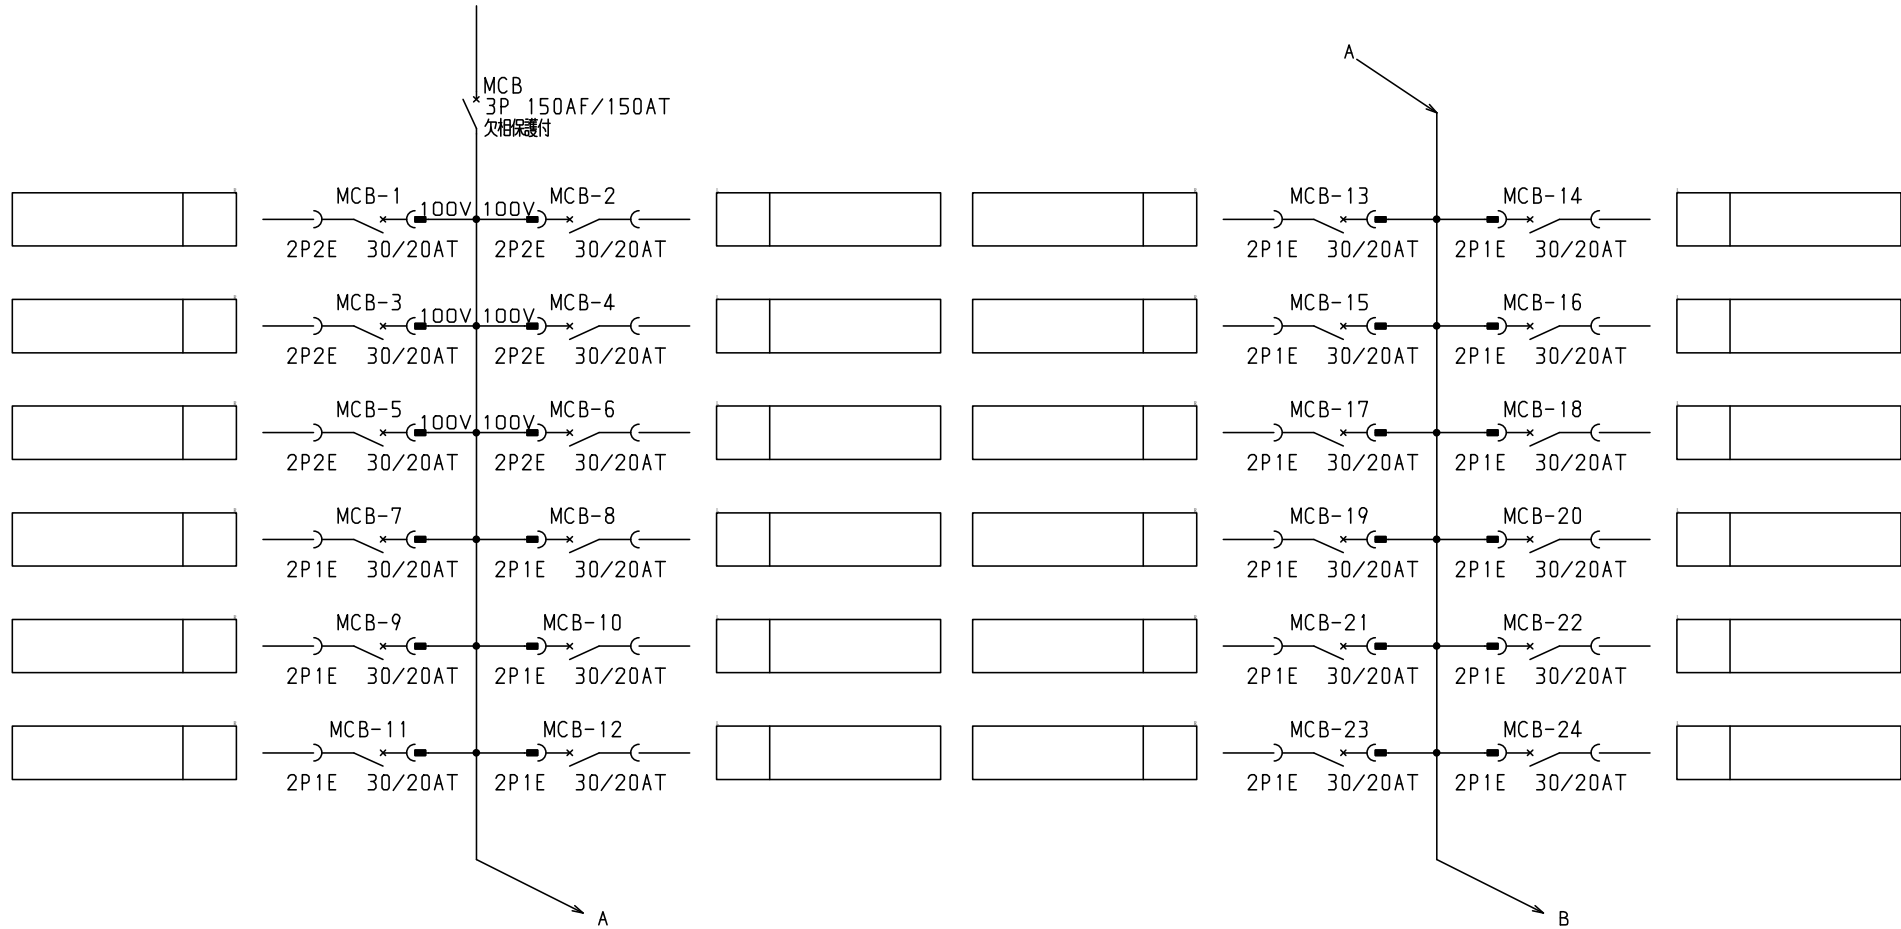 MCB
3P 150AF/150AT
欠相保護付
MCB-1 100V 100V MCB-2
2P2E 30/20AT 2P2E 30/20AT
MCB-3 100V 100V MCB-4
2P2E 30/20AT 2P2E 30/20AT
MCB-5 100V 100V MCB-6
2P2E 30/20AT 2P2E 30/20AT
MCB-7 MCB-8
2P1E 30/20AT 2P1E 30/20AT
MCB-9 MCB-10
2P1E 30/20AT 2P1E 30/20AT
MCB-11 MCB-12
2P1E 30/20AT 2P1E 30/20AT
A
A
MCB-13 MCB-14
2P1E 30/20AT 2P1E 30/20AT
MCB-15 MCB-16
2P1E 30/20AT 2P1E 30/20AT
MCB-17 MCB-18
2P1E 30/20AT 2P1E 30/20AT
MCB-19 MCB-20
2P1E 30/20AT 2P1E 30/20AT
MCB-21 MCB-22
2P1E 30/20AT 2P1E 30/20AT
MCB-23 MCB-24
2P1E 30/20AT 2P1E 30/20AT
B